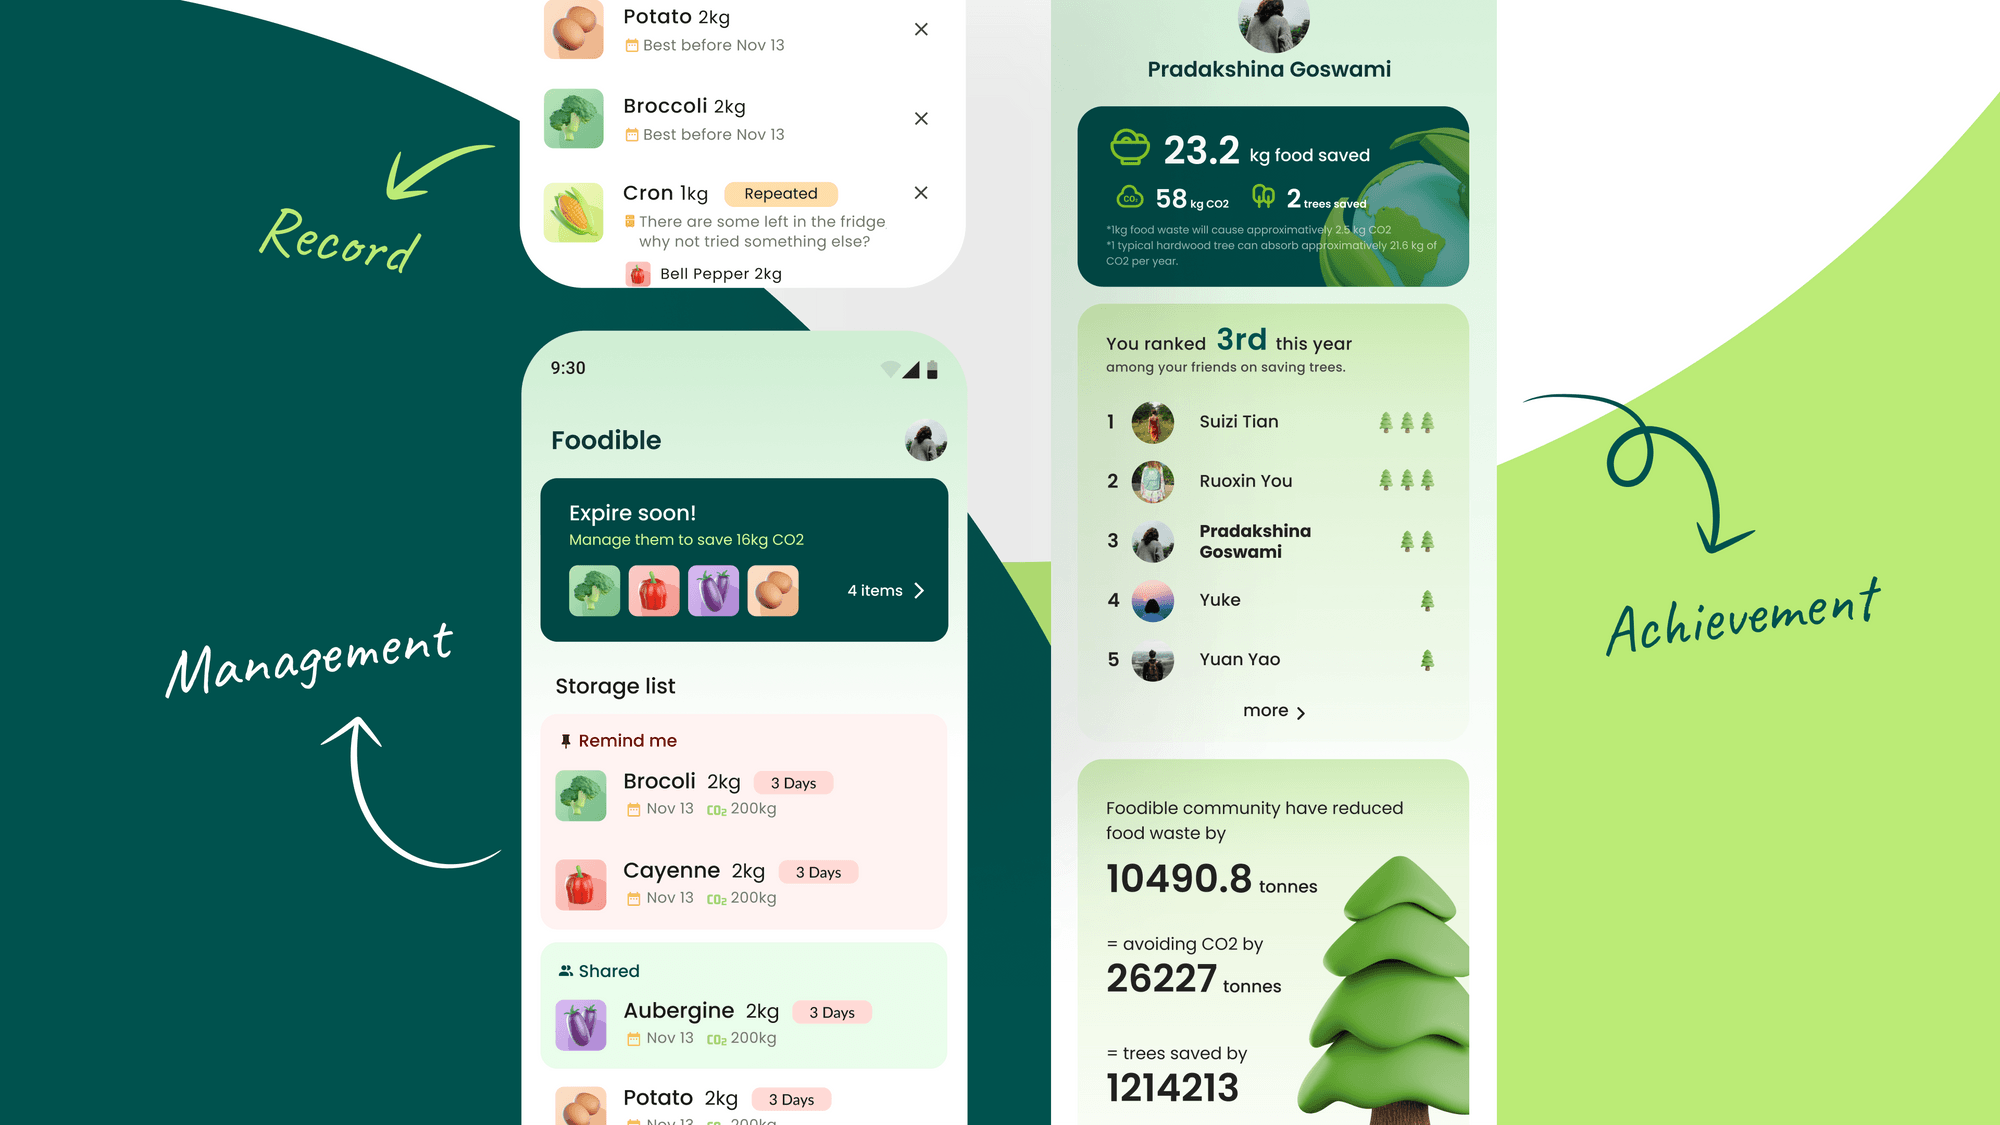 Potato 2kg
Best before Nov 13
Broccoli 2kg
Best before Nov 13
Cron 1kg Repeated
There are some left in the fridge
why not tried something else?
Bell Pepper 2kg
Record
9:30
Foodible
Expire soon!
Manage them to save 16kg CO2
4 items
Management
Storage list
Remind me
Brocoli 2kg 3 Days
Nov 13 CO2 200kg
Cayenne 2kg 3 Days
Nov 13 CO2 200kg
Shared
Aubergine 2kg 3 Days
Nov 13 CO2 200kg
Potato 2kg 3 Days
Nov 13 CO2 200kg
Pradakshina Goswami
23.2 kg food saved
CO2 58 kg CO2 2 trees saved
*1kg food waste will cause approximately 2.5 kg CO2
*1 typical hardwood tree can absorb approximately 21.6 kg of
CO2 per year.
You ranked 3rd this year
among your friends on saving trees.
1 Suizi Tian
2 Ruoxin You
3 Pradakshina
Goswami
4 Yuke
5 Yuan Yao
more
Achievement
Foodible community have reduced
food waste by
10490.8 tonnes
= avoiding CO2 by
26227 tonnes
= trees saved by
1214213